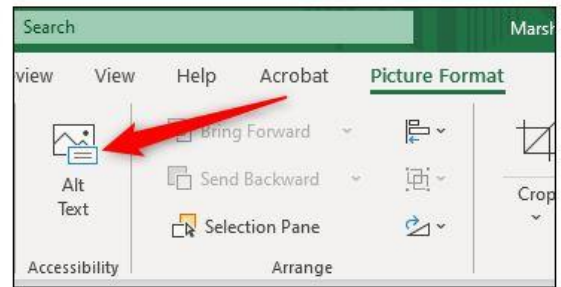 Search
Marsh
view View Help Acrobat Picture Format
Bring Forward
Alt
Text
Send Backward
Crop
Selection Pane
Accessibility
Arrange